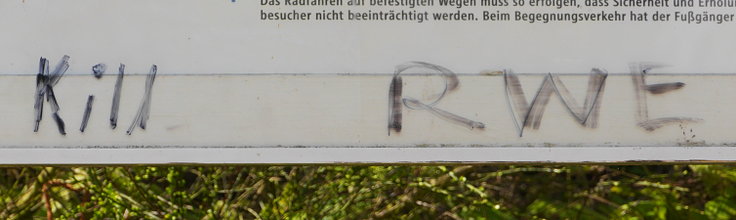 Das Radfahren auf befestigten Wegen muss so erfolgen, dass Sicherheit und Erholu
besucher nicht beeinträchtigt werden. Beim Begegnungsverkehr hat der Fußgänger
Kill RWE